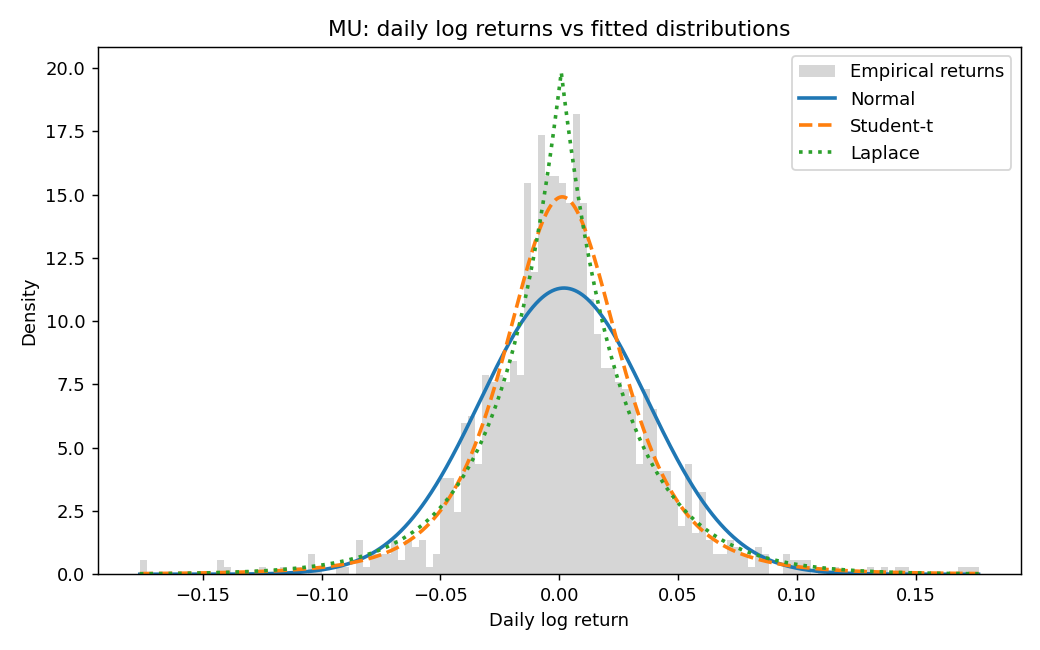 MU: daily log returns vs fitted distributions
Empirical returns
Normal
Student-t
Laplace
20.0
17.5
15.0
12.5
10.0
7.5
5.0
2.5
0.0
Density
−0.15
−0.10
−0.05
0.00
0.05
0.10
0.15
Daily log return